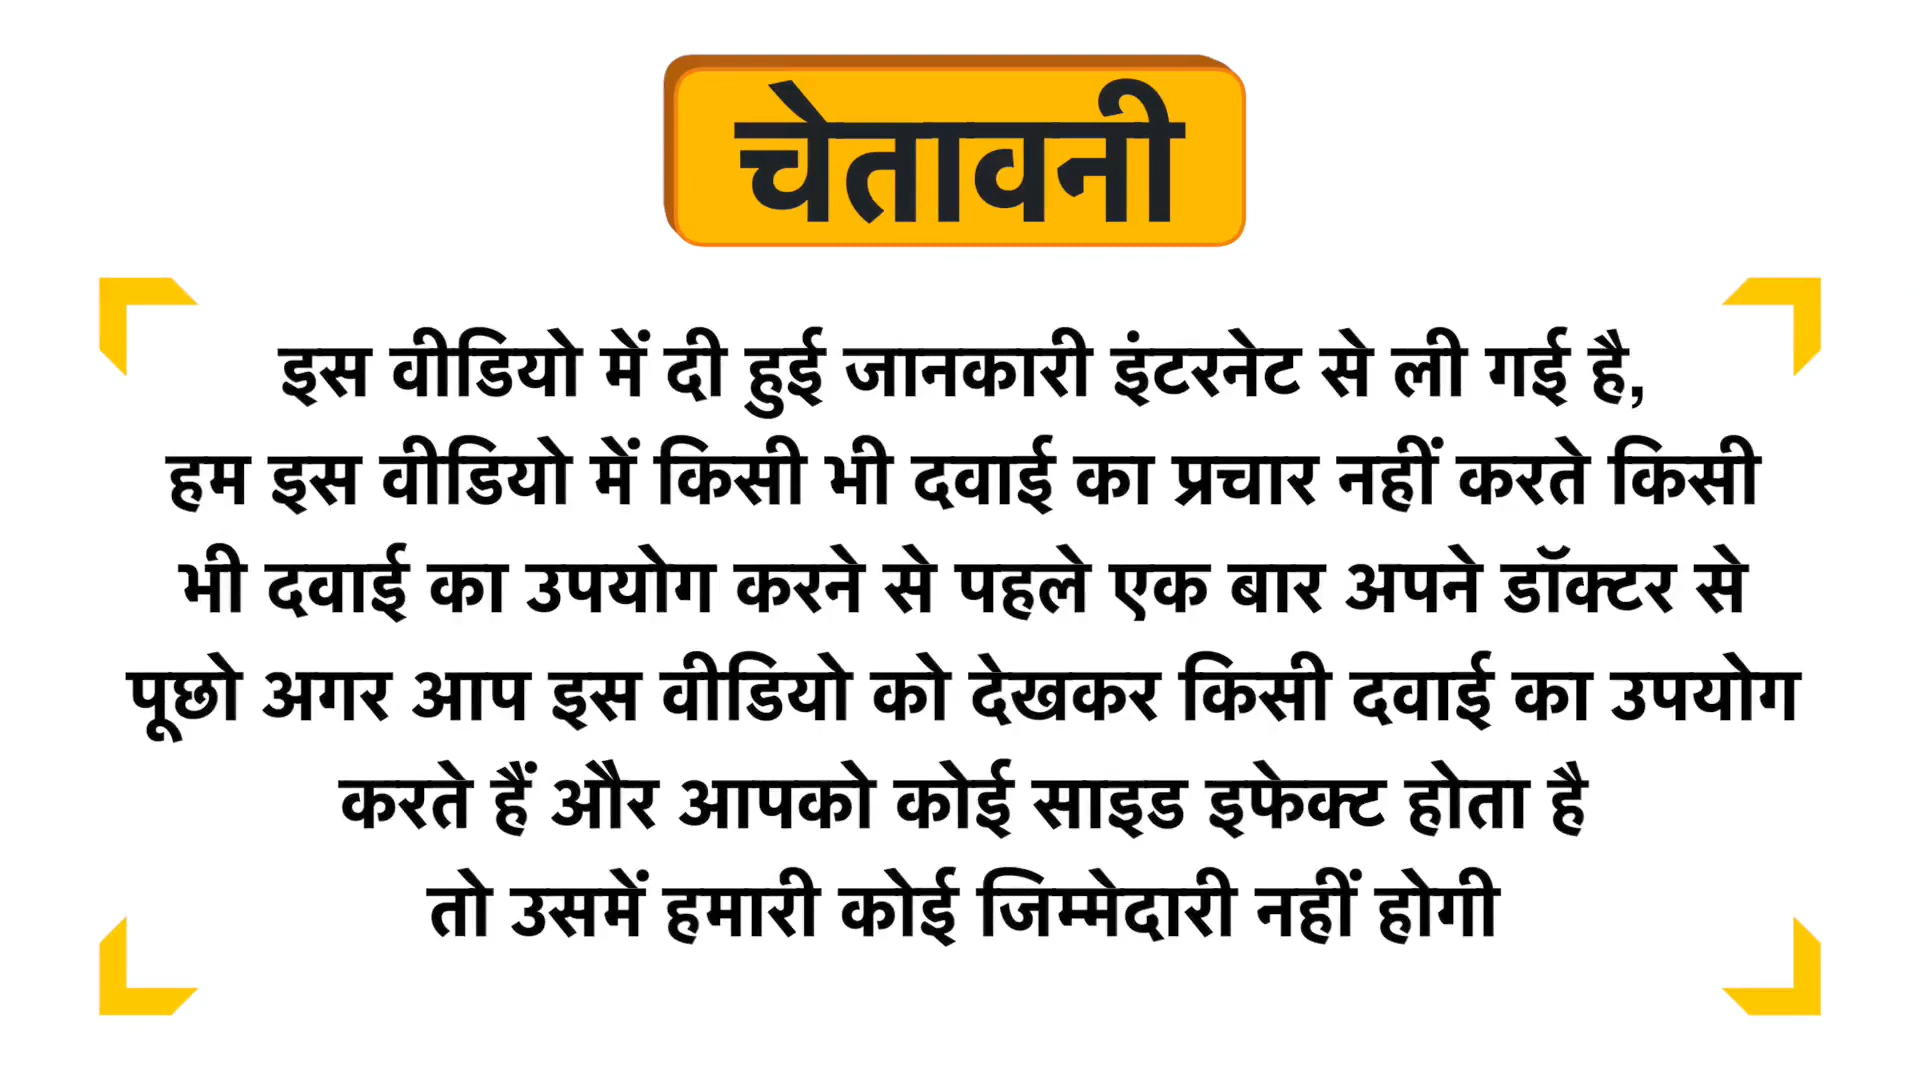 चेतावनी
इस वीडियो में दी हुई जानकारी इंटरनेट से ली गई है,
हम इस वीडियो में किसी भी दवाई का प्रचार नहीं करते किसी
भी दवाई का उपयोग करने से पहले एक बार अपने डॉक्टर से
पूछो अगर आप इस वीडियो को देखकर किसी दवाई का उपयोग
करते हैं और आपको कोई साइड इफेक्ट होता है
तो उसमें हमारी कोई जिम्मेदारी नहीं होगी